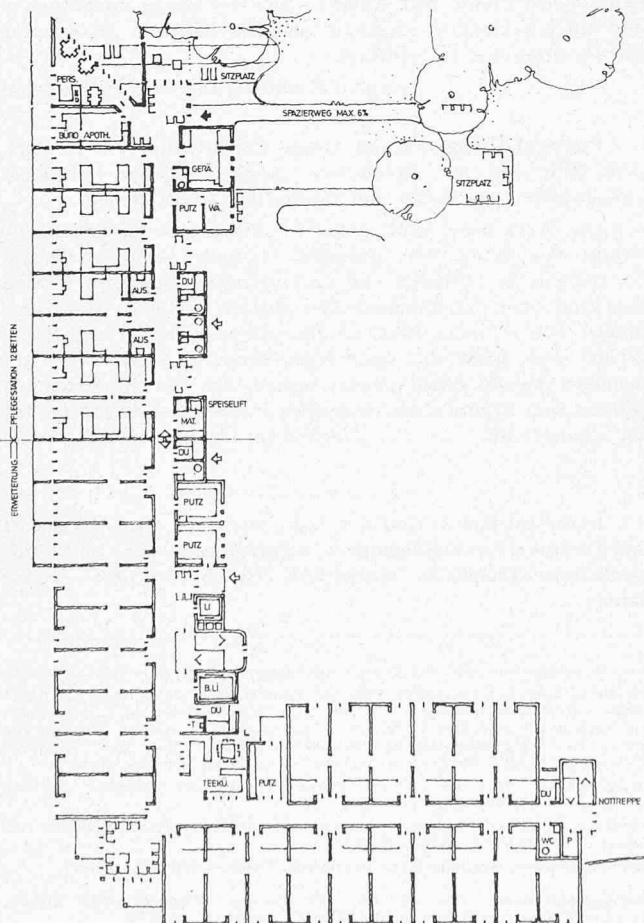 PERS.
SITZPLATZ
SPAZIERWEG MAX. 6%
BÜRO APOTH.
GERÄ.
SITZPLATZ
PUTZ
WÄ.
DU
AUS.
AUS.
PFLEGESTATION 12 BETTEN
ERWEITERUNG
SPEISELIFT
MAT.
DU
PUTZ
PUTZ
LI
B.LI
DU
TEEKÜ.
PUTZ
DU
NOTTREPPE
WC
P